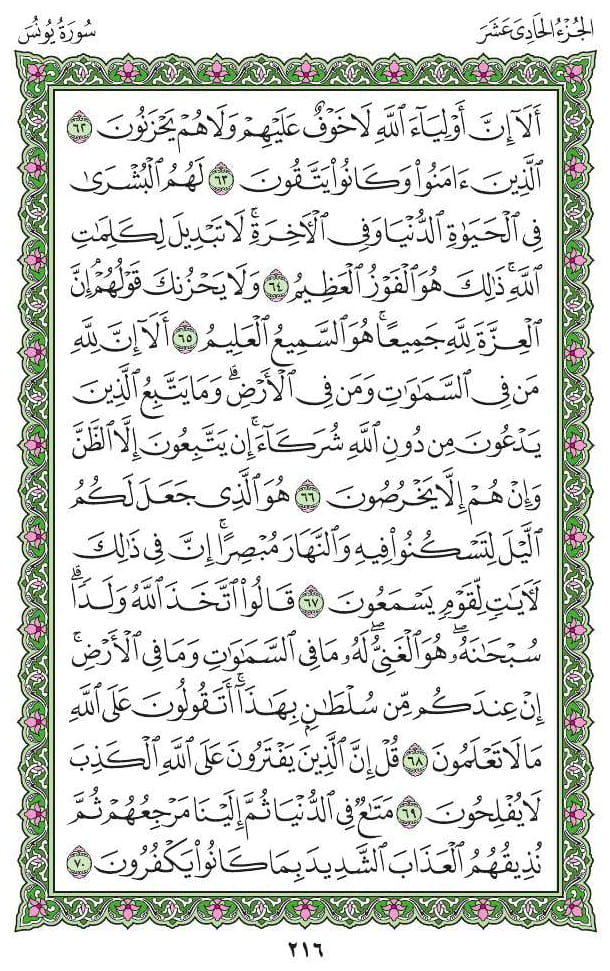 الجُزْءُ الحَادِى عَشَرَ
سُورَةُ يُونُسَ
أَلَآ إِنَّ أَوْلِيَآءَ ٱللَّهِ لَا خَوْفٌ عَلَيْهِمْ وَلَا هُمْ يَحْزَنُونَ ٦٢
ٱلَّذِينَ ءَامَنُوا۟ وَكَانُوا۟ يَتَّقُونَ ٦٣ لَهُمُ ٱلْبُشْرَىٰ
فِى ٱلْحَيَوٰةِ ٱلدُّنْيَا وَفِى ٱلْـَٔاخِرَةِ ۚ لَا تَبْدِيلَ لِكَلِمَـٰتِ
ٱللَّهِ ۚ ذَٰلِكَ هُوَ ٱلْفَوْزُ ٱلْعَظِيمُ ٦٤ وَلَا يَحْزُنكَ قَوْلُهُمْ ۘ إِنَّ
ٱلْعِزَّةَ لِلَّهِ جَمِيعًا ۚ هُوَ ٱلسَّمِيعُ ٱلْعَلِيمُ ٦٥ أَلَآ إِنَّ لِلَّهِ
مَن فِى ٱلسَّمَـٰوَٰتِ وَمَن فِى ٱلْأَرْضِ ۗ وَمَا يَتَّبِعُ ٱلَّذِينَ
يَدْعُونَ مِن دُونِ ٱللَّهِ شُرَكَآءَ ۚ إِن يَتَّبِعُونَ إِلَّا ٱلظَّنَّ
وَإِنْ هُمْ إِلَّا يَخْرُصُونَ ٦٦ هُوَ ٱلَّذِى جَعَلَ لَكُمُ
ٱلَّيْلَ لِتَسْكُنُوا۟ فِيهِ وَٱلنَّهَارَ مُبْصِرًا ۚ إِنَّ فِى ذَٰلِكَ
لَـَٔايَـٰتٍ لِّقَوْمٍ يَسْمَعُونَ ٦٧ قَالُوا۟ ٱتَّخَذَ ٱللَّهُ وَلَدًا ۗ
سُبْحَـٰنَهُۥ ۖ هُوَ ٱلْغَنِىُّ ۖ لَهُۥ مَا فِى ٱلسَّمَـٰوَٰتِ وَمَا فِى ٱلْأَرْضِ ۚ
إِنْ عِندَكُم مِّن سُلْطَـٰنٍۭ بِهَـٰذَآ ۚ أَتَقُولُونَ عَلَى ٱللَّهِ
مَا لَا تَعْلَمُونَ ٦٨ قُلْ إِنَّ ٱلَّذِينَ يَفْتَرُونَ عَلَى ٱللَّهِ ٱلْكَذِبَ
لَا يُفْلِحُونَ ٦٩ مَتَـٰعٌ فِى ٱلدُّنْيَا ثُمَّ إِلَيْنَا مَرْجِعُهُمْ ثُمَّ
نُذِيقُهُمُ ٱلْعَذَابَ ٱلشَّدِيدَ بِمَا كَانُوا۟ يَكْفُرُونَ ٧٠
٢١٦